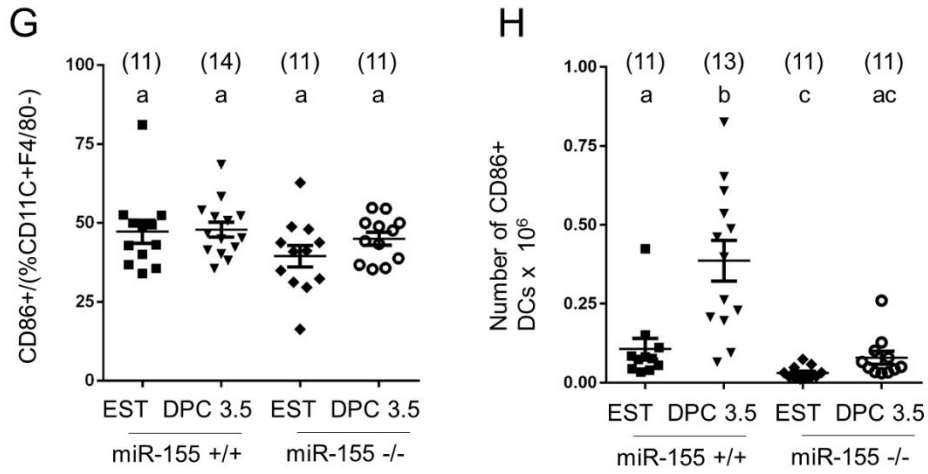 G
CD86+/(%CD11C+F4/80-)
100
75
50
25
0
(11) (14) (11) (11)
a a a a
EST DPC 3.5 EST DPC 3.5
miR-155 +/+ miR-155 -/-
H
Number of CD86+
DCs x 10⁶
1.00
0.75
0.50
0.25
0.00
(11) (13) (11) (11)
a b c ac
EST DPC 3.5 EST DPC 3.5
miR-155 +/+ miR-155 -/-